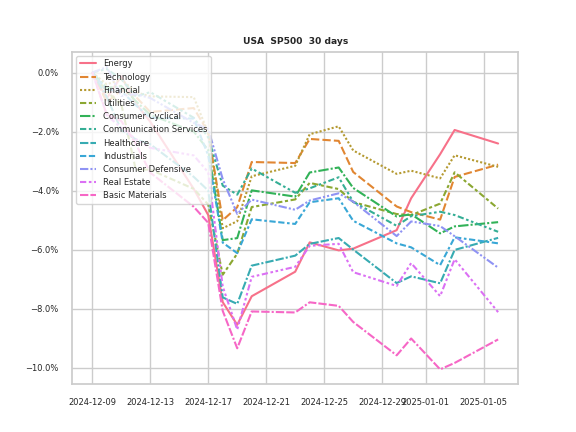 USA SP500 30 days
0.0%
−2.0%
−4.0%
−6.0%
−8.0%
−10.0%
Energy
Technology
Financial
Utilities
Consumer Cyclical
Communication Services
Healthcare
Industrials
Consumer Defensive
Real Estate
Basic Materials
2024-12-09 2024-12-13 2024-12-17 2024-12-21 2024-12-25 2024-12-29 2025-01-01 2025-01-05